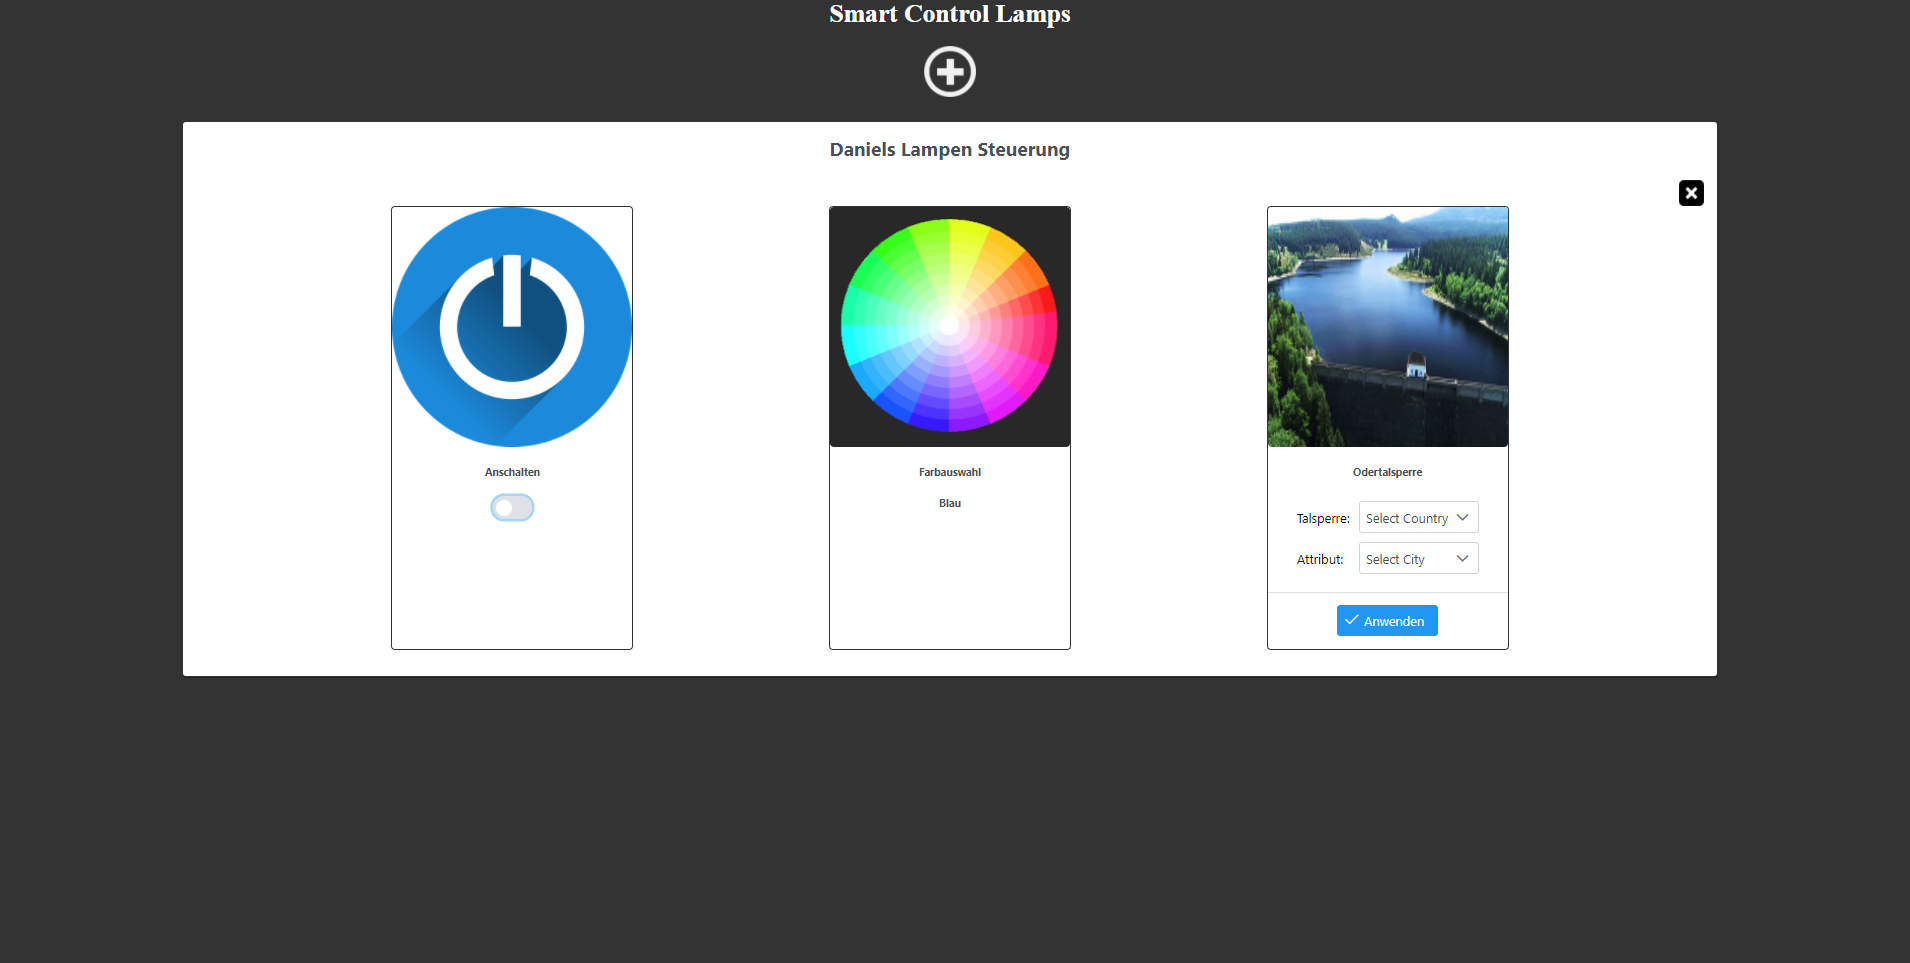 Smart Control Lamps
Daniels Lampen Steuerung
Anschalten
Farbauswahl
Blau
Odertalsperre
Talsperre: Select Country
Attribut: Select City
Anwenden